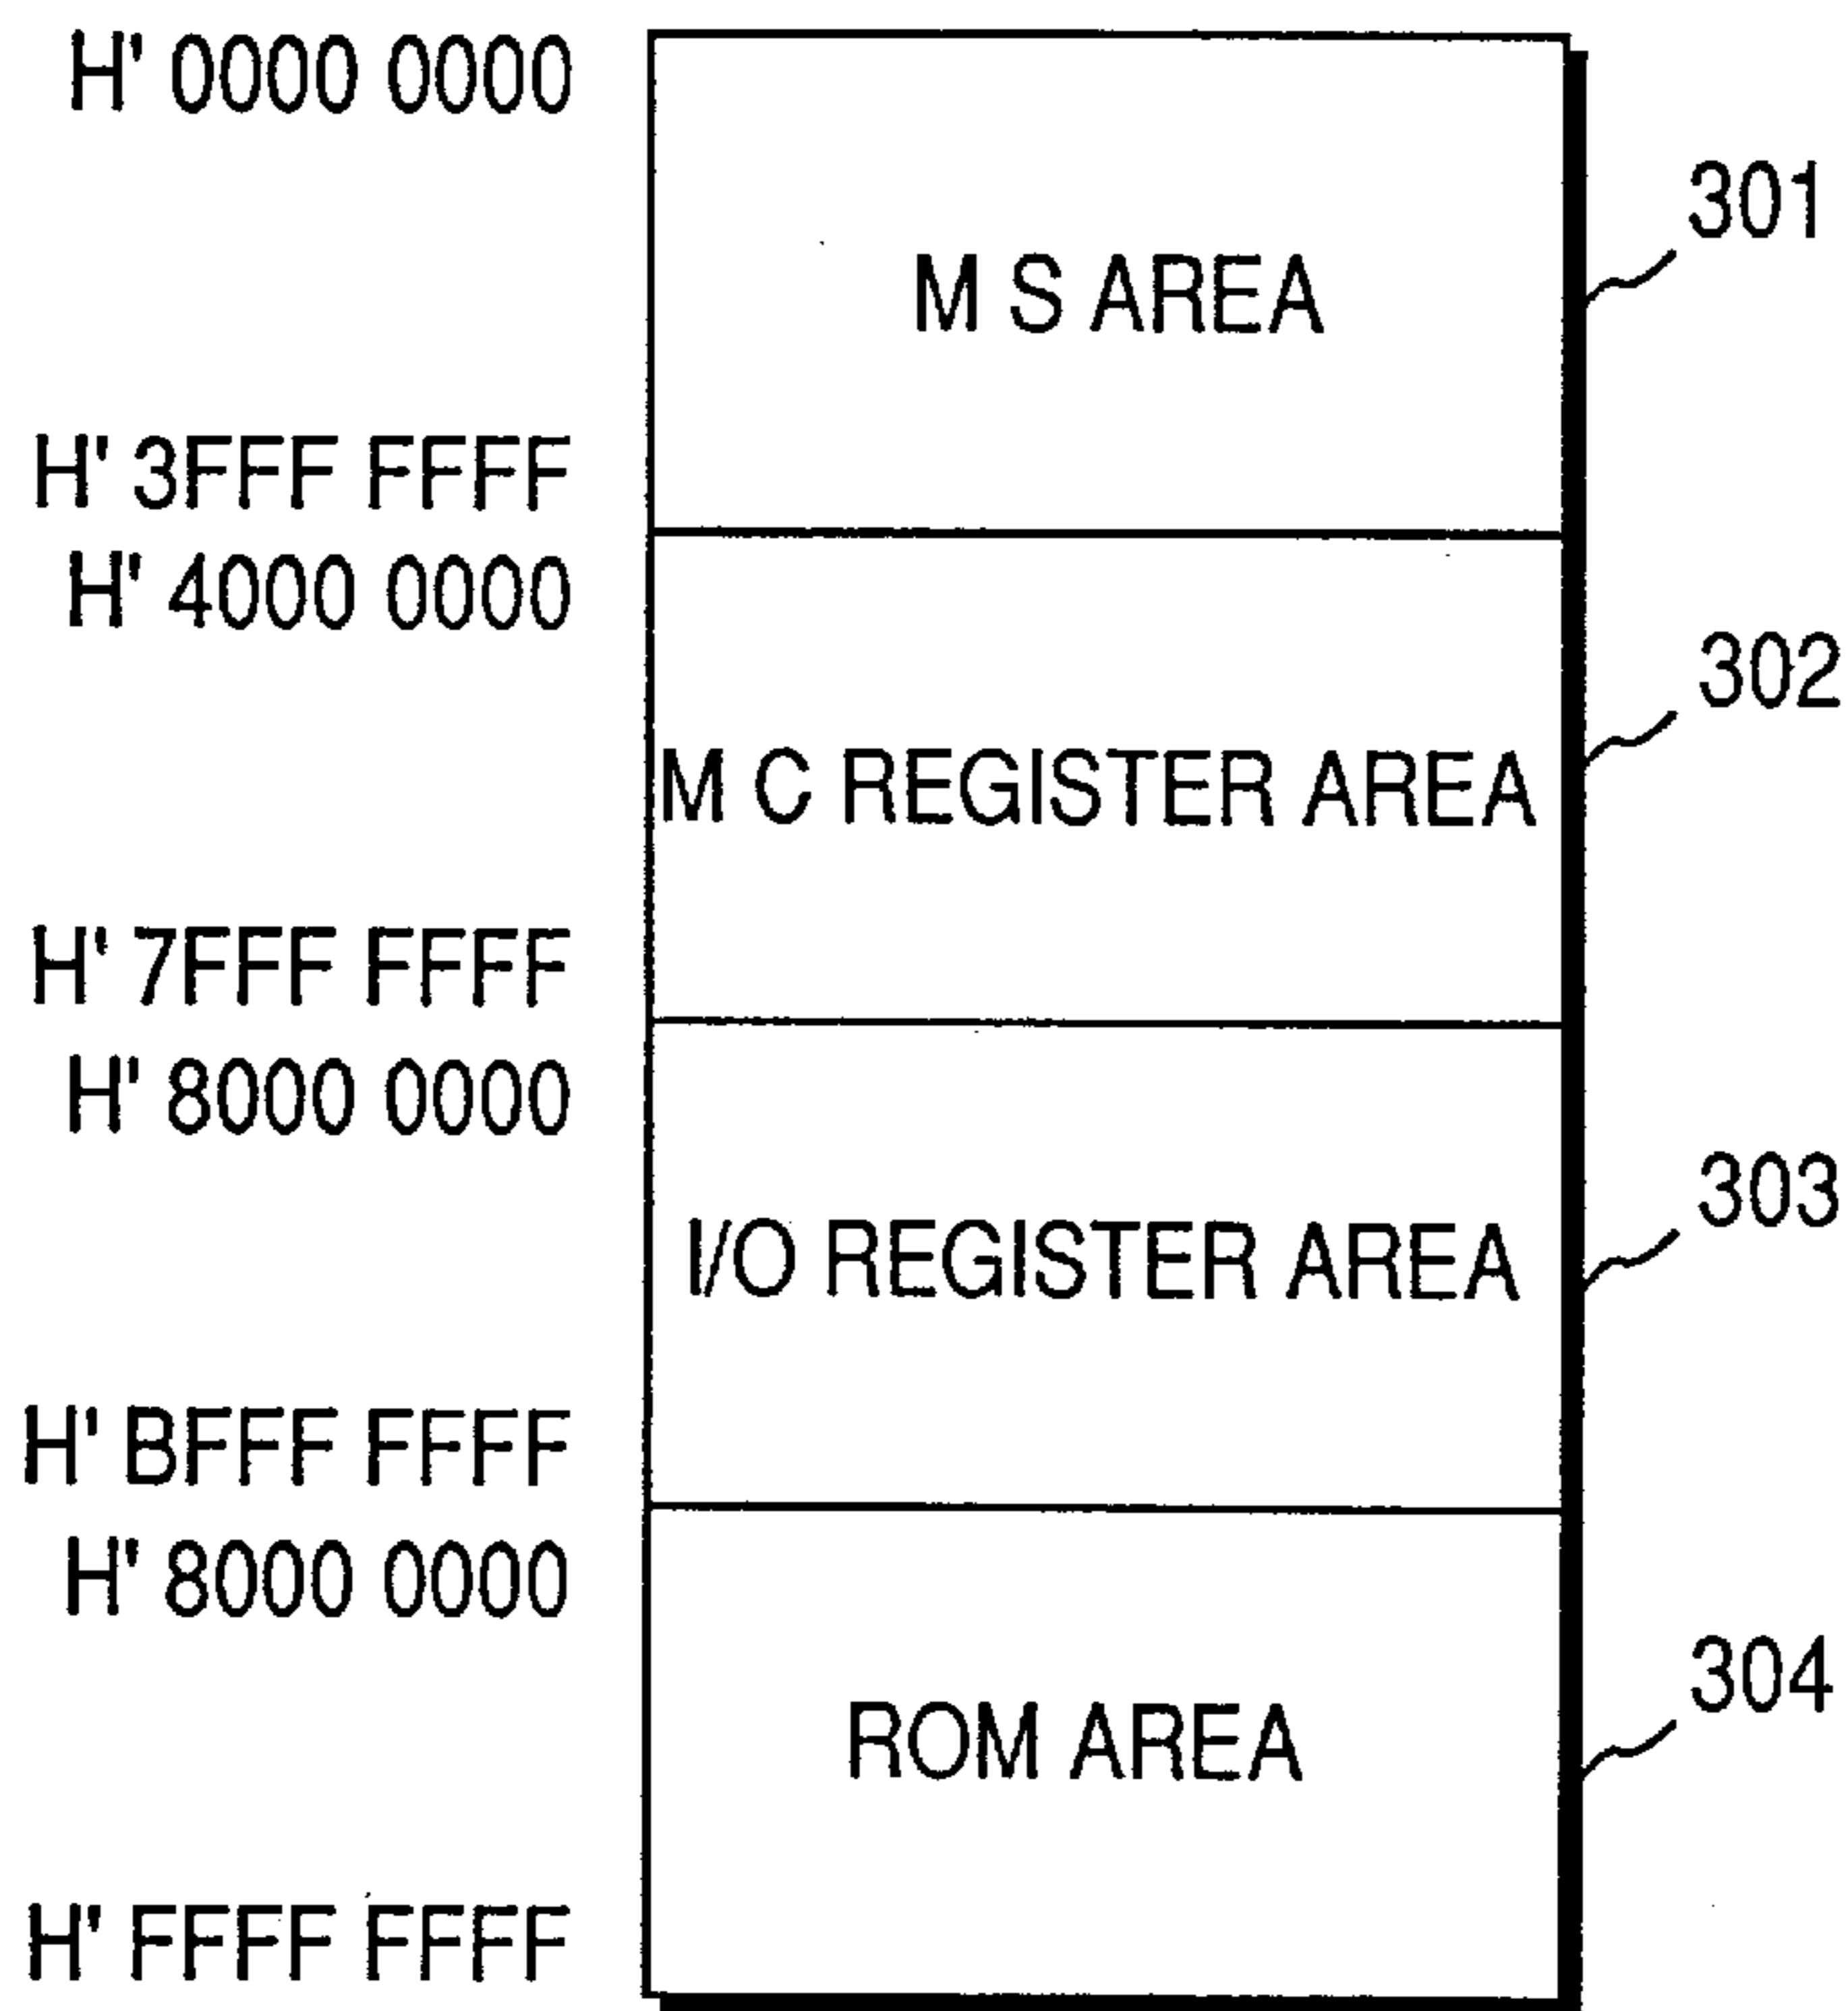 H' 0000 0000
301
M S AREA
H' 3FFF FFFF
H' 4000 0000
302
M C REGISTER AREA
H' 7FFF FFFF
H' 8000 0000
303
I/O REGISTER AREA
H' BFFF FFFF
H' 8000 0000
304
ROM AREA
H' FFFF FFFF